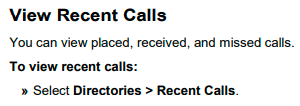 View Recent Calls
You can view placed, received, and missed calls.
To view recent calls:
» Select Directories > Recent Calls.